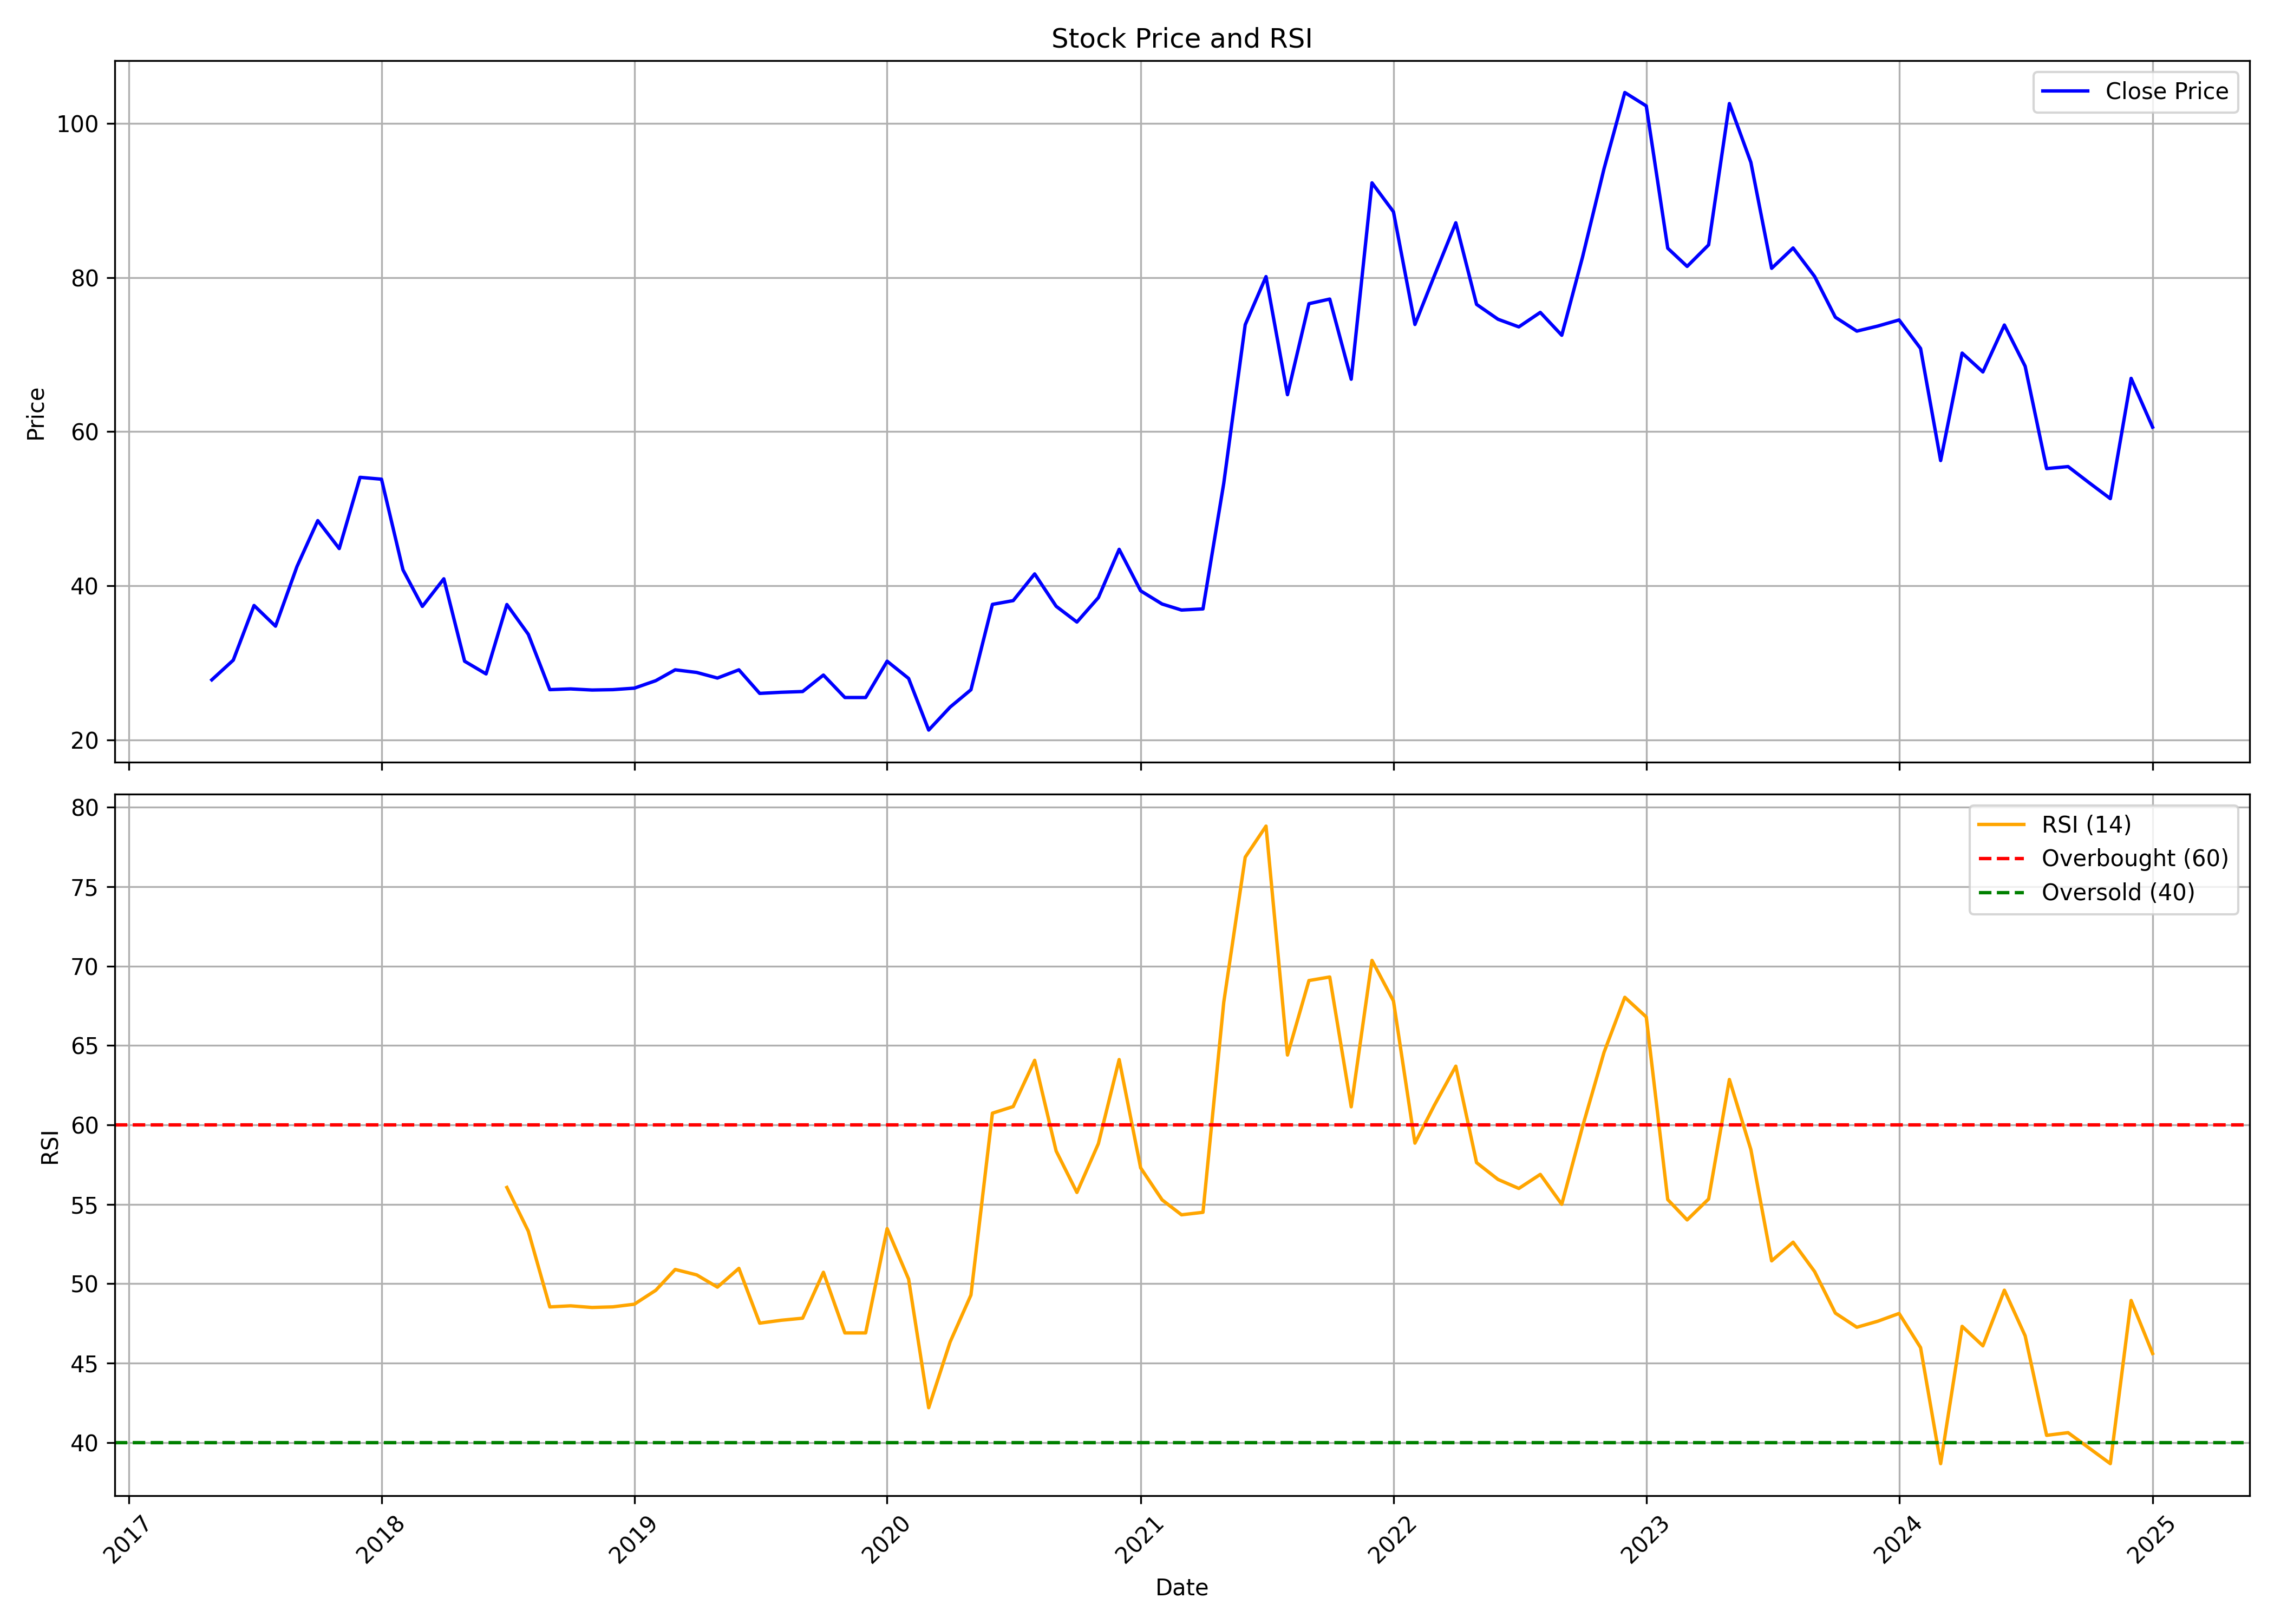 Stock Price and RSI
Close Price
Price
100
80
60
40
20
RSI (14)
Overbought (60)
Oversold (40)
RSI
80
75
70
65
60
55
50
45
40
2017
2018
2019
2020
2021
2022
2023
2024
2025
Date